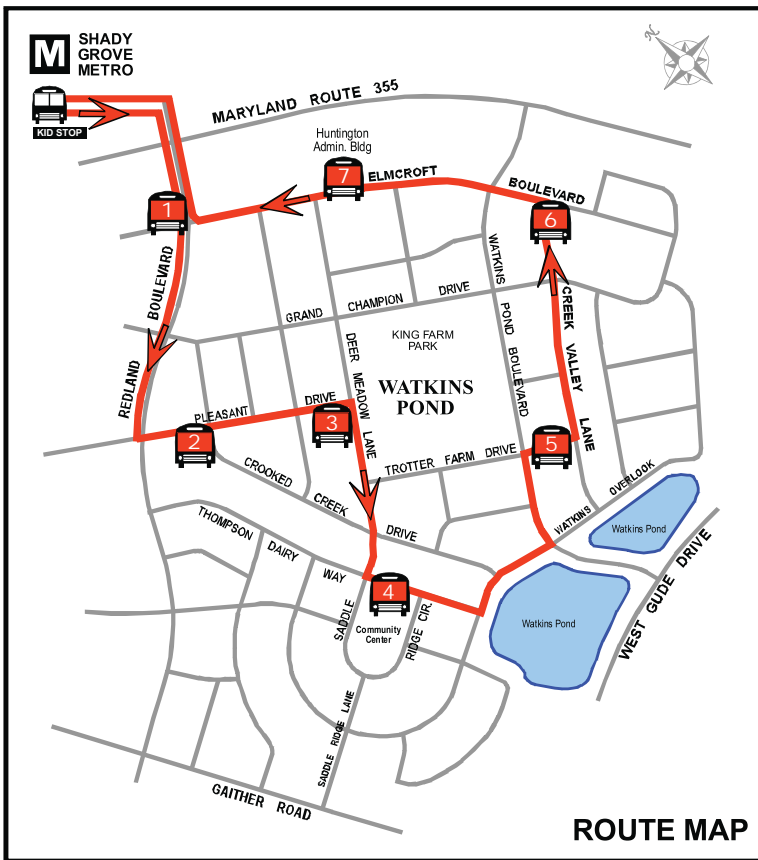 M
SHADY
GROVE
METRO
KID STOP
N
MARYLAND ROUTE 355
Huntington
Admin. Bldg
7
ELMCROFT
BOULEVARD
1
6
REDLAND BOULEVARD
WATKINS POND BOULEVARD
CREEK VALLEY LANE
GRAND CHAMPION DRIVE
KING FARM
PARK
DEER MEADOW LANE
WATKINS
POND
PLEASANT DRIVE
2
3
5
TROTTER FARM DRIVE
CROOKED CREEK DRIVE
WATKINS OVERLOOK
THOMPSON DAIRY WAY
Watkins Pond
WEST GUDE DRIVE
4
SADDLE RIDGE CIR.
Community
Center
Watkins Pond
SADDLE RIDGE LANE
GAITHER ROAD
ROUTE MAP